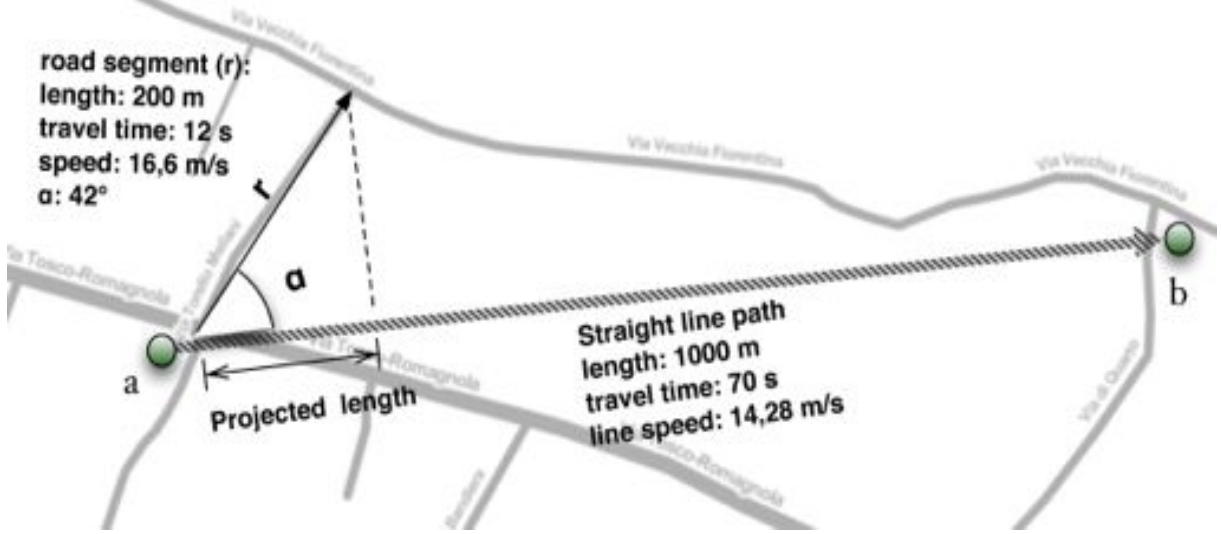 Via Vecchia Fiorentina
road segment (r):
length: 200 m
travel time: 12 s
speed: 16,6 m/s
α: 42°
r
Via Vecchia Fiorentina
Via Vecchia Fiorentina
α
Via Tosco-Romagnola
b
a
Straight line path
length: 1000 m
travel time: 70 s
line speed: 14,28 m/s
Via Tosco-Romagnola
Projected length
Tosco-Romagnola